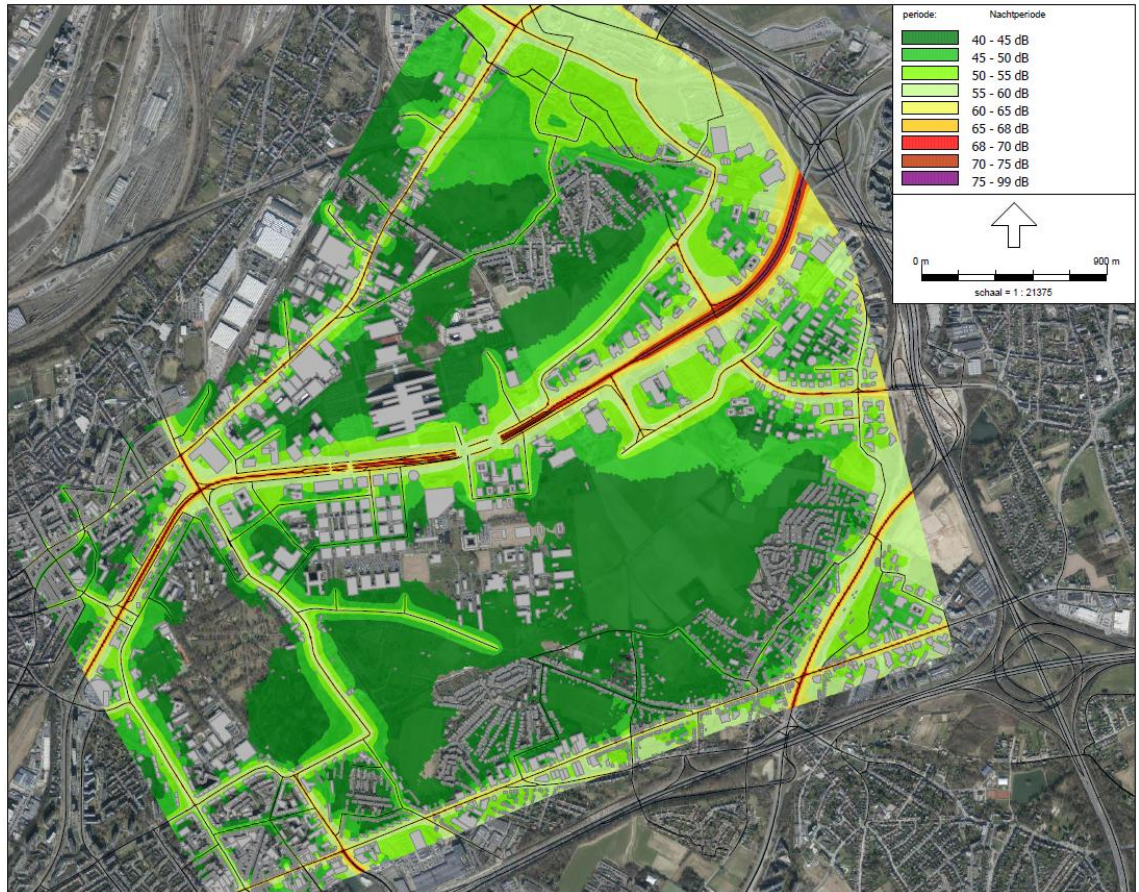 periode: Nachtperiode
40 - 45 dB
45 - 50 dB
50 - 55 dB
55 - 60 dB
60 - 65 dB
65 - 68 dB
68 - 70 dB
70 - 75 dB
75 - 99 dB
0 m 900 m
schaal = 1 : 21375